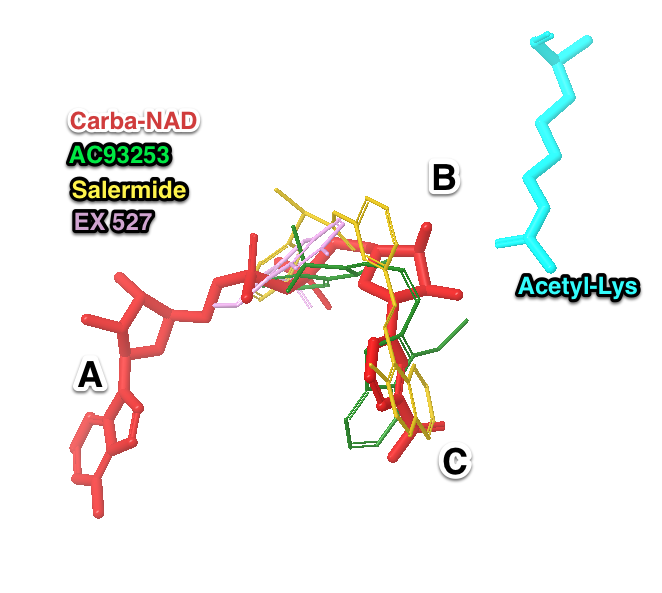 Carba-NAD
AC93253
Salermide
EX 527
B
Acetyl-Lys
A
C